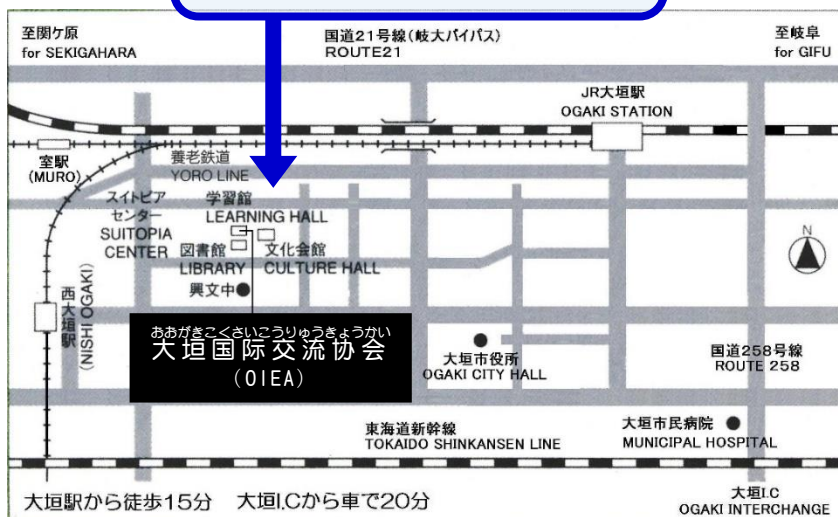 至関ケ原
for SEKIGAHARA
国道21号線(岐大バイパス)
ROUTE21
至岐阜
for GIFU
JR大垣駅
OGAKI STATION
室駅
(MURO)
養老鉄道
YORO LINE
スイトピア
センター
SUITOPIA
CENTER
学習館
LEARNING HALL
図書館
LIBRARY
文化会館
CULTURE HALL
興文中
N
西大垣駅
(NISHI OGAKI)
おおがきこくさいこうりゅうきょうかい
大垣国际交流协会
(OIEA)
大垣市役所
OGAKI CITY HALL
国道258号線
ROUTE 258
東海道新幹線
TOKAIDO SHINKANSEN LINE
大垣市民病院
MUNICIPAL HOSPITAL
大垣駅から徒歩15分 大垣I.Cから車で20分
大垣I.C
OGAKI INTERCHANGE